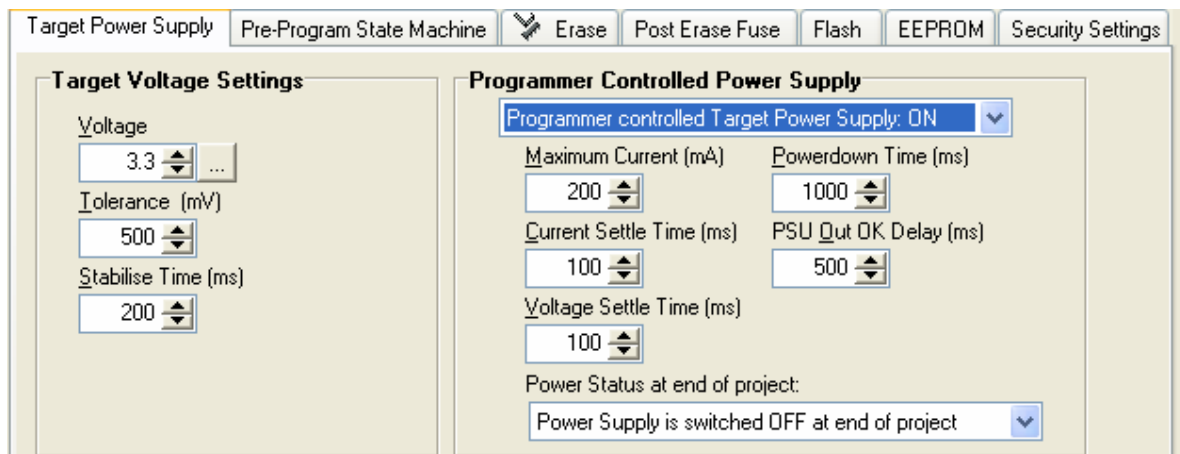 Target Power Supply
Pre-Program State Machine
Erase
Post Erase Fuse
Flash
EEPROM
Security Settings
Target Voltage Settings
Voltage
3.3
...
Tolerance (mV)
500
Stabilise Time (ms)
200
Programmer Controlled Power Supply
Programmer controlled Target Power Supply: ON
Maximum Current (mA)
200
Powerdown Time (ms)
1000
Current Settle Time (ms)
100
PSU Out OK Delay (ms)
500
Voltage Settle Time (ms)
100
Power Status at end of project:
Power Supply is switched OFF at end of project